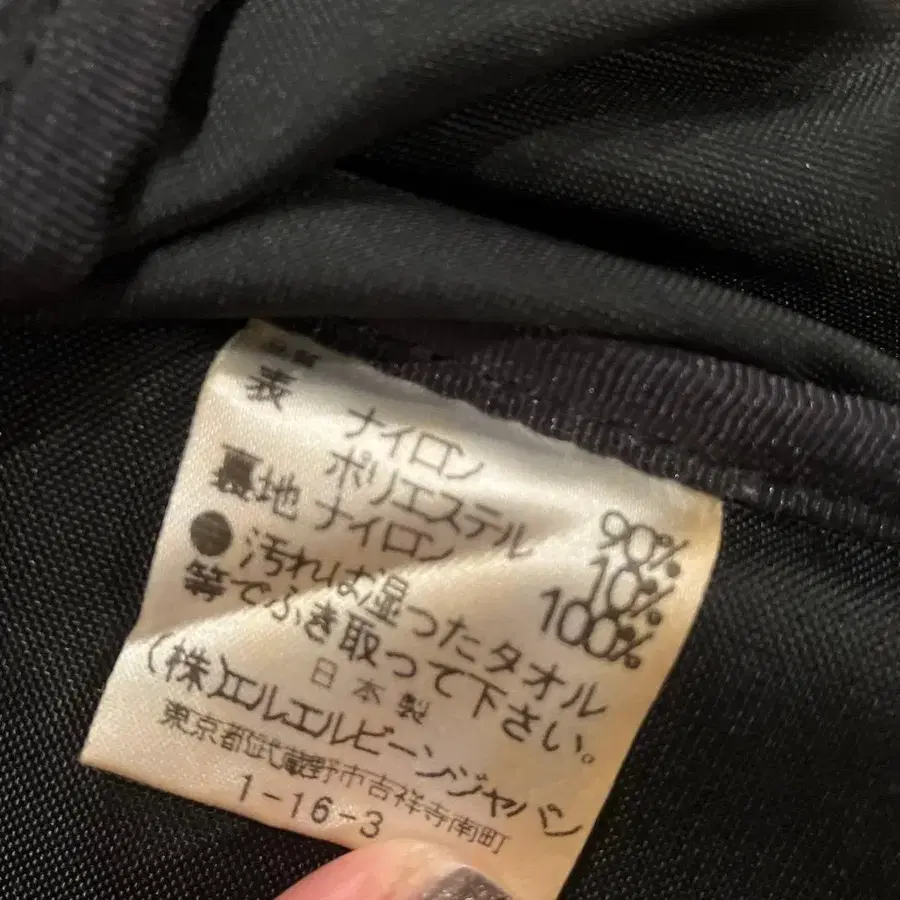 表 ナイロン 90%
ポリエステル 10%
裏地 ナイロン 100%
●汚れは湿ったタオル
等でふき取って下さい。
日本製
(株)エルエルビーンジャパン
東京都武蔵野市吉祥寺南町
1-16-3